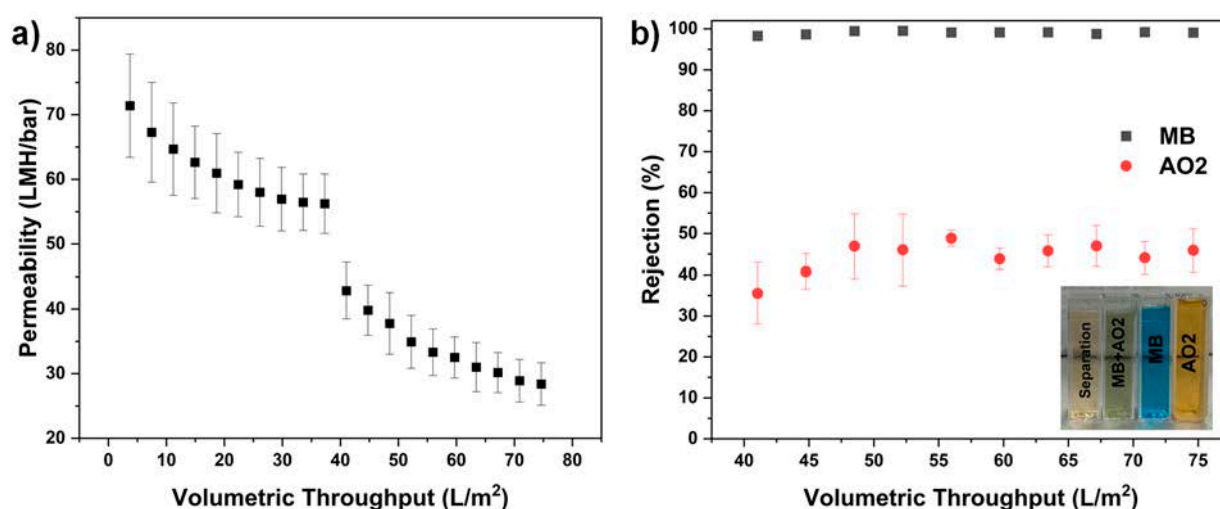 a)
Permeability (LMH/bar)
80
70
60
50
40
30
20
0 10 20 30 40 50 60 70 80
Volumetric Throughput (L/m²)
b)
Rejection (%)
100
90
80
70
60
50
40
30
20
10
0
MB
AO2
Separation
MB+AO2
MB
AO2
40 45 50 55 60 65 70 75
Volumetric Throughput (L/m²)